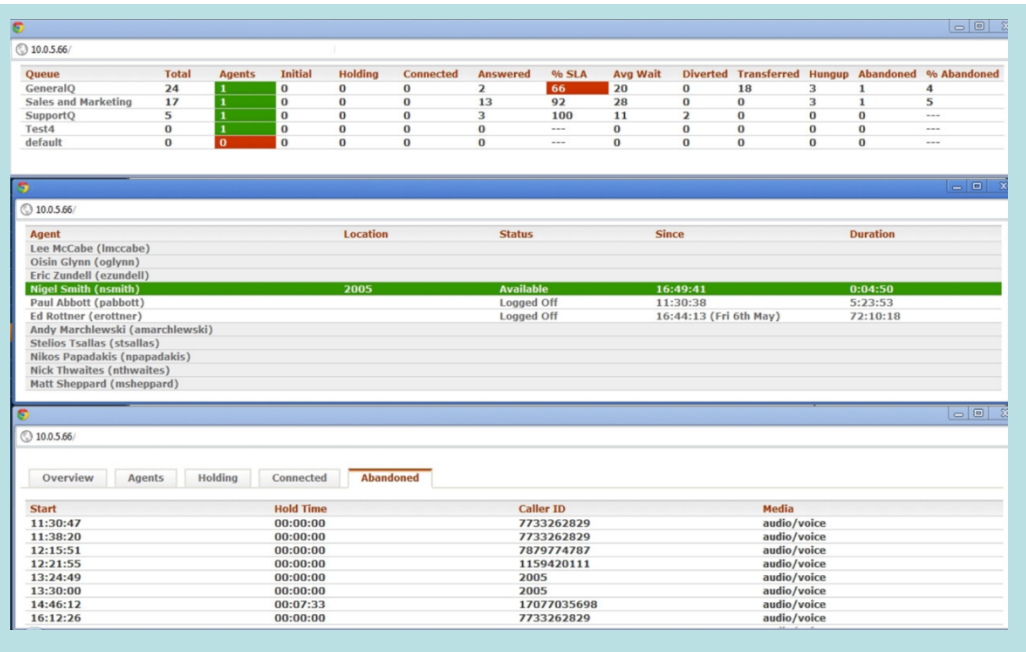 10.0.5.66/
Queue Total Agents Initial Holding Connected Answered % SLA Avg Wait Diverted Transferred Hungup Abandoned % Abandoned
GeneralQ 24 1 0 0 0 2 66 20 0 18 3 1 4
Sales and Marketing 17 1 0 0 0 13 92 28 0 0 3 1 5
SupportQ 5 1 0 0 0 3 100 11 2 0 0 0 ---
Test4 0 1 0 0 0 0 --- 0 0 0 0 0 ---
default 0 0 0 0 0 0 --- 0 0 0 0 0 ---
10.0.5.66/
Agent Location Status Since Duration
Lee McCabe (lmccabe)
Oisin Glynn (oglynn)
Eric Zundell (ezundell)
Nigel Smith (nsmith) 2005 Available 16:49:41 0:04:50
Paul Abbott (pabbott) Logged Off 11:30:38 5:23:53
Ed Rottner (erottner) Logged Off 16:44:13 (Fri 6th May) 72:10:18
Andy Marchlewski (amarchlewski)
Stelios Tsallas (stsallas)
Nikos Papadakis (npapadakis)
Nick Thwaites (nthwaites)
Matt Sheppard (msheppard)
10.0.5.66/
Overview Agents Holding Connected Abandoned
Start Hold Time Caller ID Media
11:30:47 00:00:00 7733262829 audio/voice
11:38:20 00:00:00 7733262829 audio/voice
12:15:51 00:00:00 7879774787 audio/voice
12:21:55 00:00:00 1159420111 audio/voice
13:24:49 00:00:00 2005 audio/voice
13:30:00 00:00:00 2005 audio/voice
14:46:12 00:07:33 17077035698 audio/voice
16:12:26 00:00:00 7733262829 audio/voice